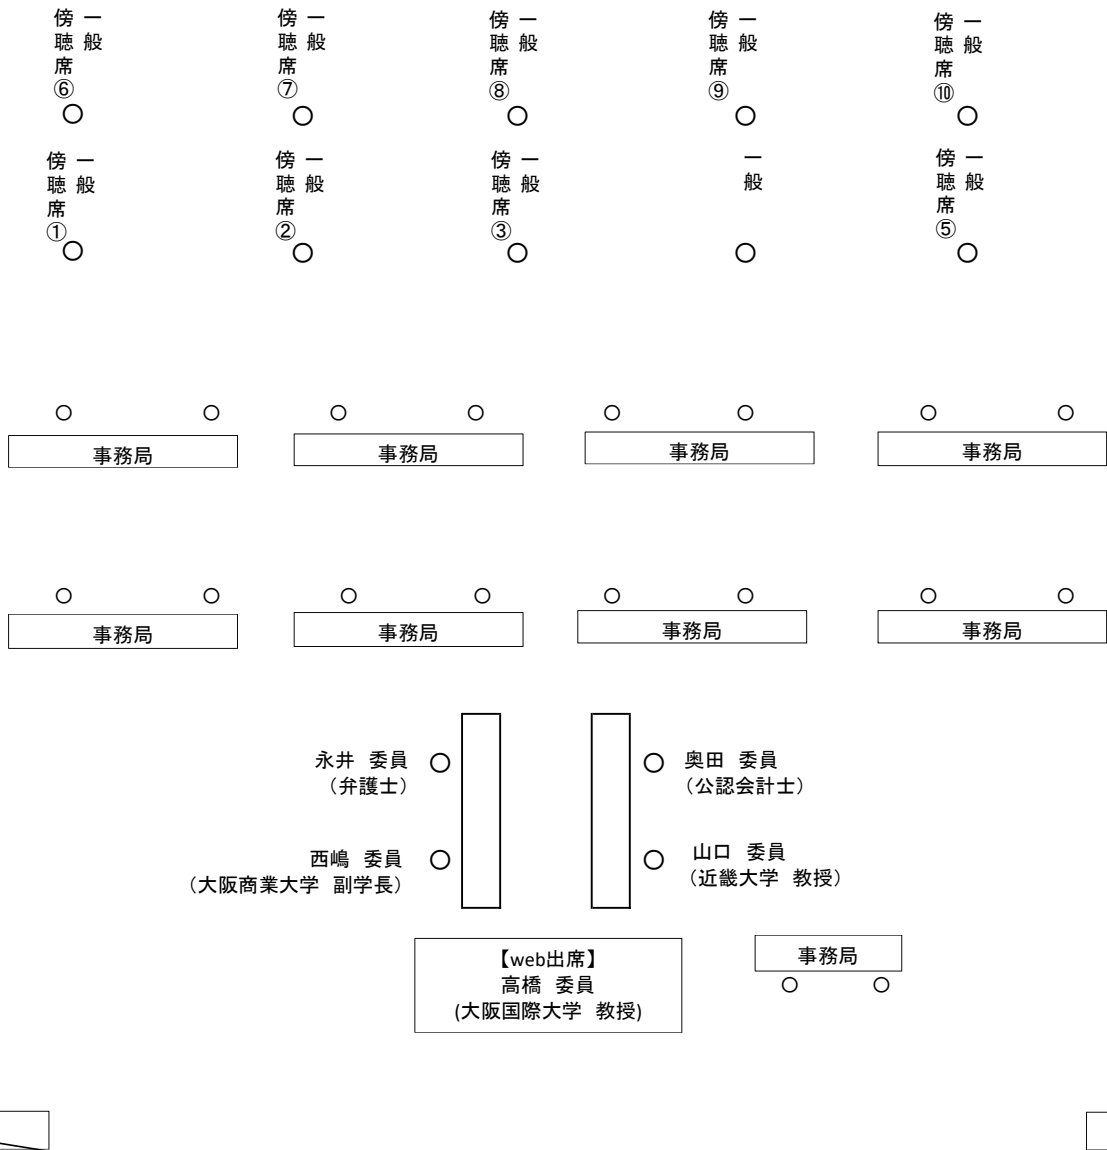 一般
傍聴席⑥
一般
傍聴席⑦
一般
傍聴席⑧
一般
傍聴席⑨
一般
傍聴席⑩
一般
傍聴席①
一般
傍聴席②
一般
傍聴席③
一般
一般
傍聴席⑤
事務局
事務局
事務局
事務局
事務局
事務局
事務局
事務局
永井 委員
（弁護士）
奥田 委員
（公認会計士）
西嶋 委員
（大阪商業大学 副学長）
山口 委員
（近畿大学 教授）
【web出席】
高橋 委員
(大阪国際大学 教授)
事務局